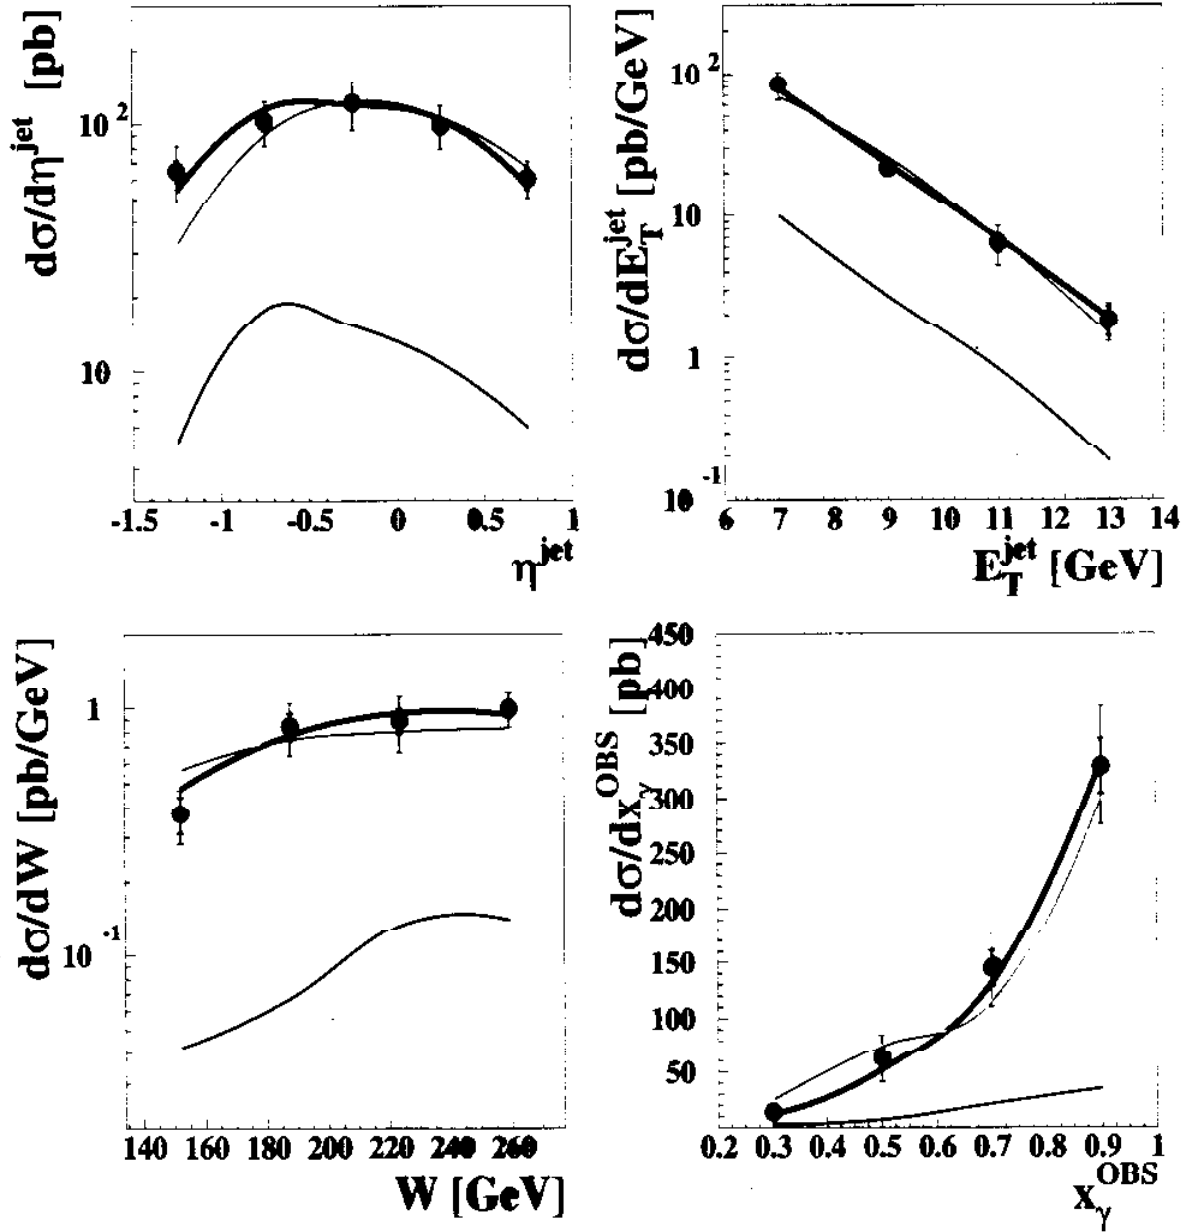 dσ/dη^jet [pb]
10^2
10
-1.5 -1 -0.5 0 0.5 1
η^jet
dσ/dE_T^jet [pb/GeV]
10^2
10
1
10^-1
6 7 8 9 10 11 12 13 14
E_T^jet [GeV]
dσ/dW [pb/GeV]
1
10^-1
140 160 180 200 220 240 260
W [GeV]
dσ/dx_γ^OBS [pb]
450
400
350
300
250
200
150
100
50
0.2 0.3 0.4 0.5 0.6 0.7 0.8 0.9 1
x_γ^OBS